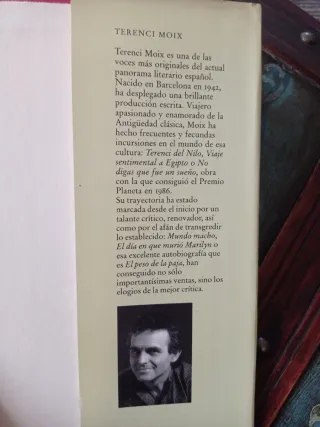 TERENCI MOIX
Terenci Moix es una de las
voces más originales del actual
panorama literario español.
Nacido en Barcelona en 1942,
ha desplegado una brillante
producción escrita. Viajero
apasionado y enamorado de la
Antigüedad clásica, Moix ha
hecho frecuentes y fecundas
incursiones en el mundo de esa
cultura: Terenci del Nilo, Viaje
sentimental a Egipto o No
digas que fue un sueño, obra
con la que consiguió el Premio
Planeta en 1986.
Su trayectoria ha estado
marcada desde el inicio por un
talante crítico, renovador, así
como por el afán de transgredir
lo establecido: Mundo macho,
El día en que murió Marilyn o
esa excelente autobiografía que
es El peso de la paja, han
conseguido no sólo
importantísimas ventas, sino los
elogios de la mejor crítica.